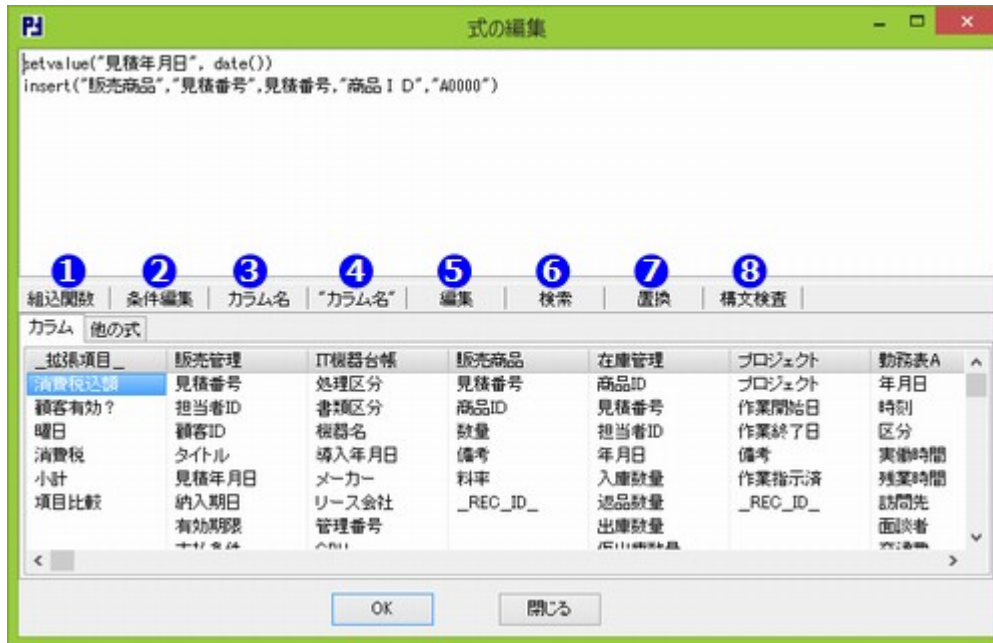 式の編集
setvalue("見積年月日", date())
insert("販売商品","見積番号",見積番号,"商品ＩＤ","A0000")
1 2 3 4 5 6 7 8
組込関数 条件編集 カラム名 "カラム名" 編集 検索 置換 構文検査
カラム 他の式
_拡張項目_ 販売管理 IT機器台帳 販売商品 在庫管理 プロジェクト 勤務表A
消費税込額 見積番号 処理区分 見積番号 商品ID プロジェクト 年月日
顧客有効？ 担当者ID 書類区分 商品ID 見積番号 作業開始日 時刻
曜日 顧客ID 機器名 数量 担当者ID 作業終了日 区分
消費税 タイトル 導入年月日 備考 年月日 備考 実働時間
小計 見積年月日 メーカー 料率 入庫数量 作業指示済 残業時間
項目比較 納入期日 リース会社 _REC_ID_ 返品数量 _REC_ID_ 訪問先
有効期限 管理番号 出庫数量 面談者
OK 閉じる